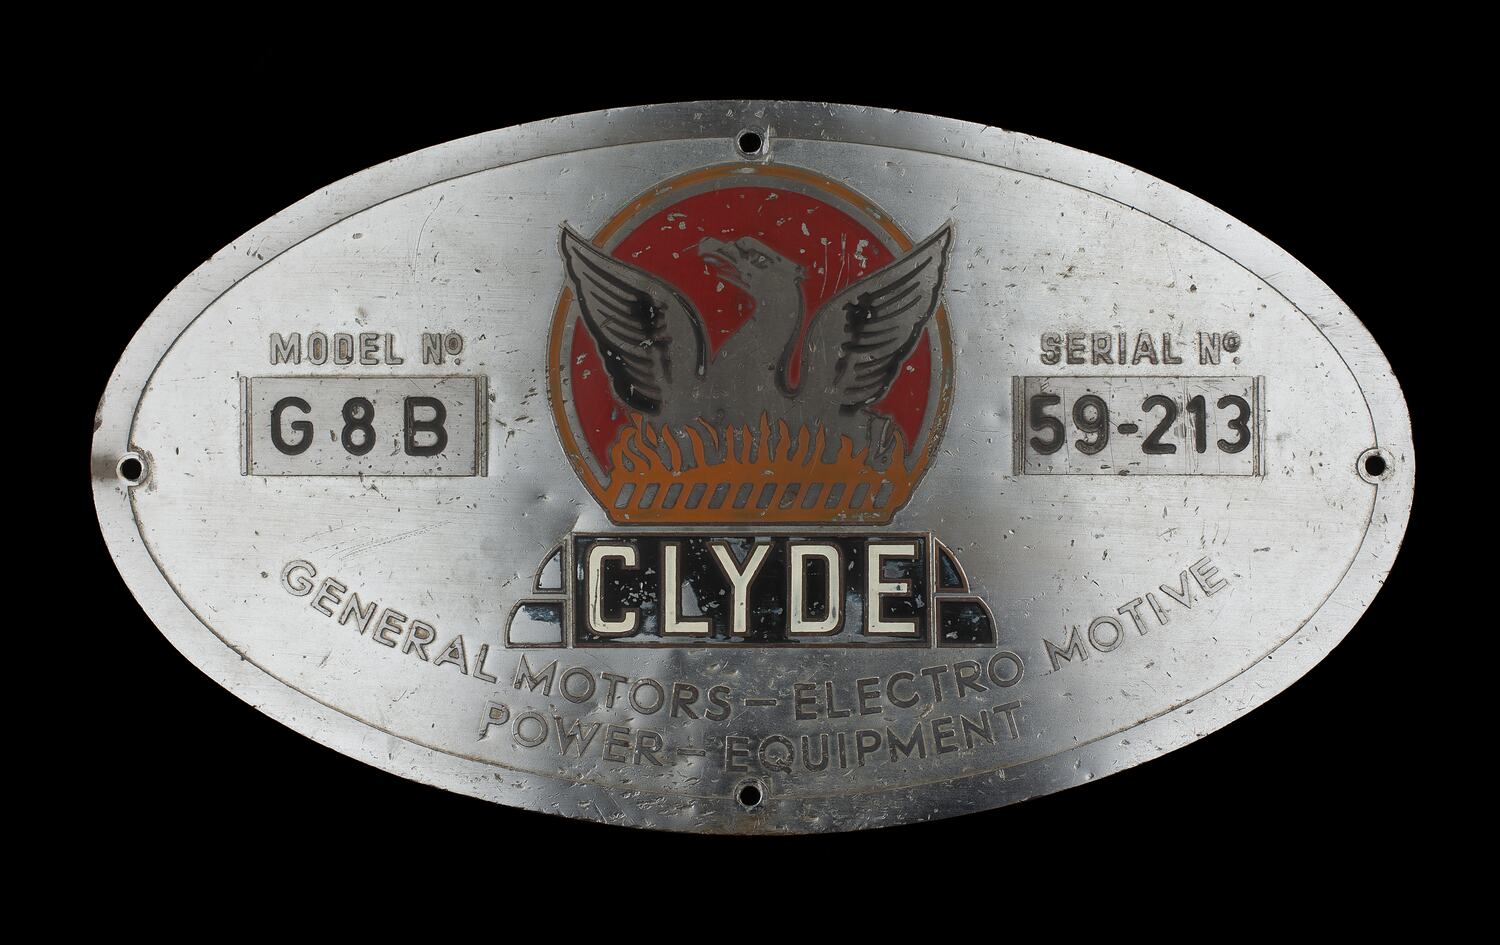 MODEL Nº
G8B
SERIAL Nº
59-213
CLYDE
GENERAL MOTORS – ELECTRO MOTIVE
POWER – EQUIPMENT